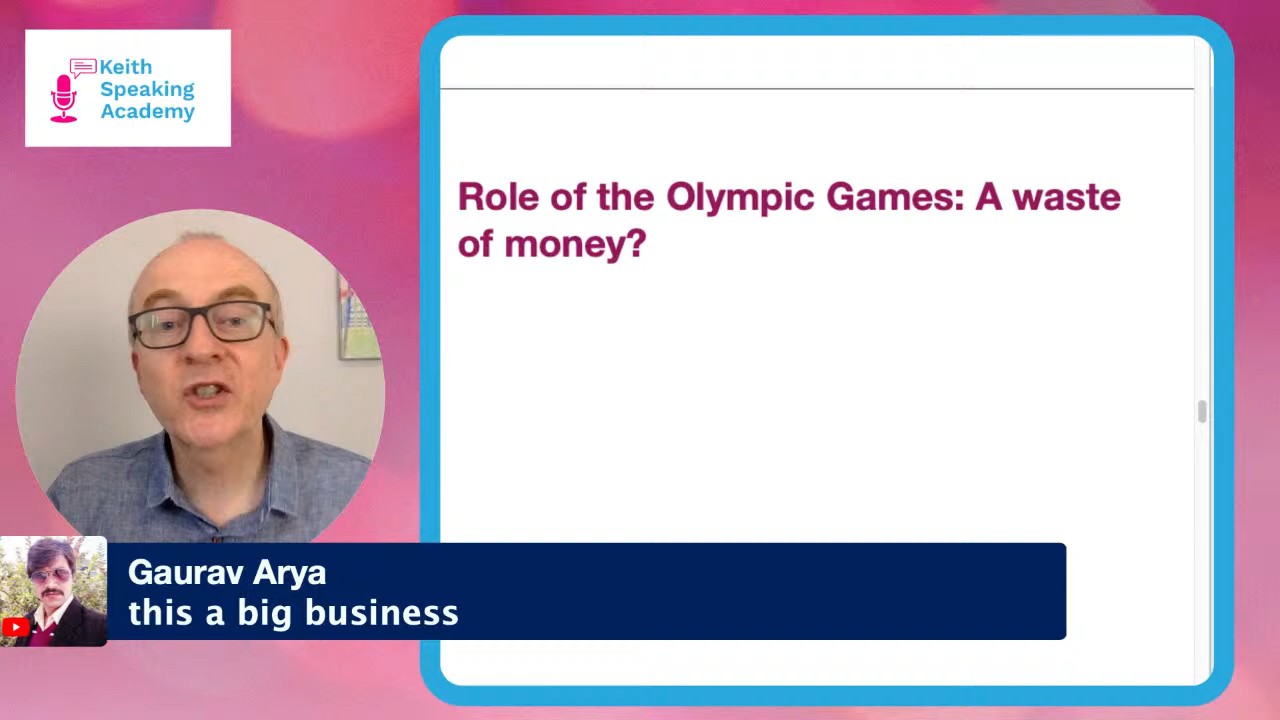 Keith
Speaking
Academy
Role of the Olympic Games: A waste
of money?
Gaurav Arya
this a big business